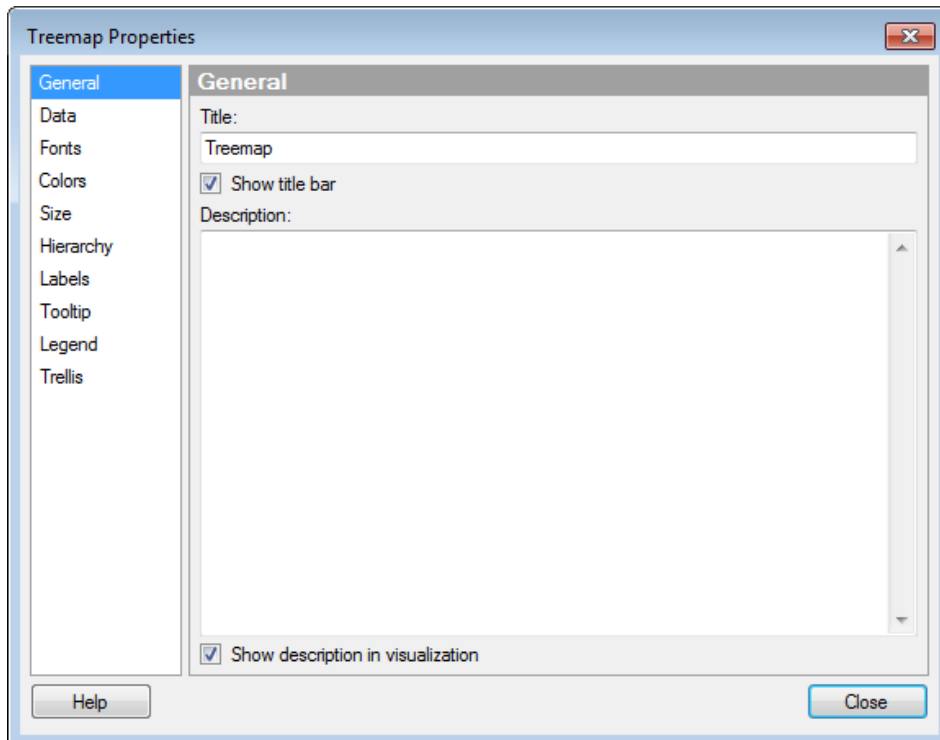 Treemap Properties
General
Data
Fonts
Colors
Size
Hierarchy
Labels
Tooltip
Legend
Trellis
General
Title:
Treemap
Show title bar
Description:
Show description in visualization
Help
Close